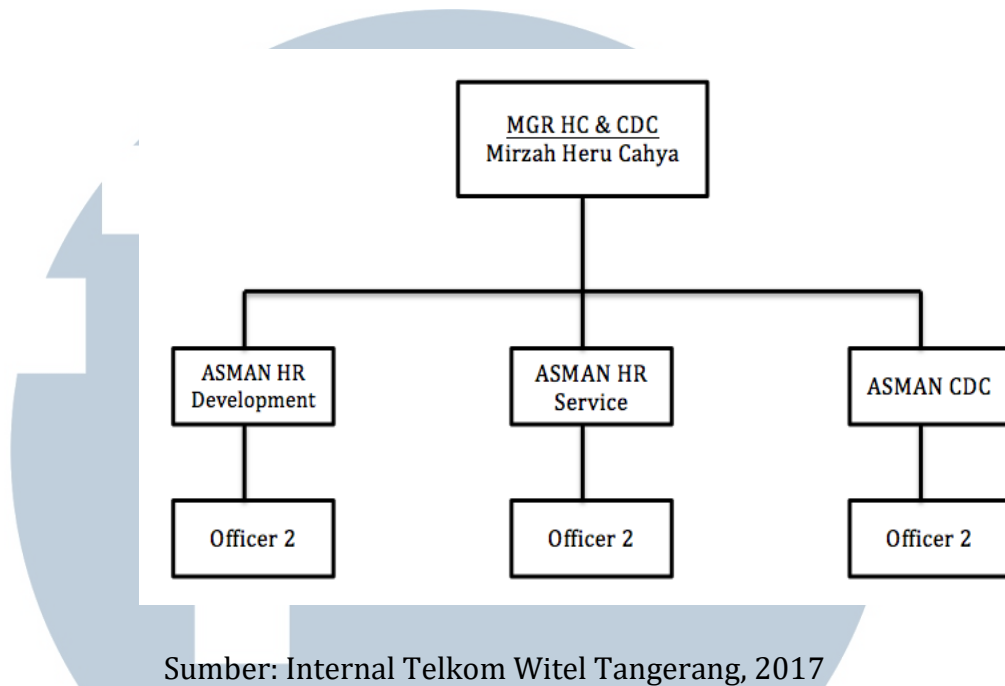 MGR HC & CDC
Mirzah Heru Cahya
ASMAN HR
Development
ASMAN HR
Service
ASMAN CDC
Officer 2
Officer 2
Officer 2
Sumber: Internal Telkom Witel Tangerang, 2017